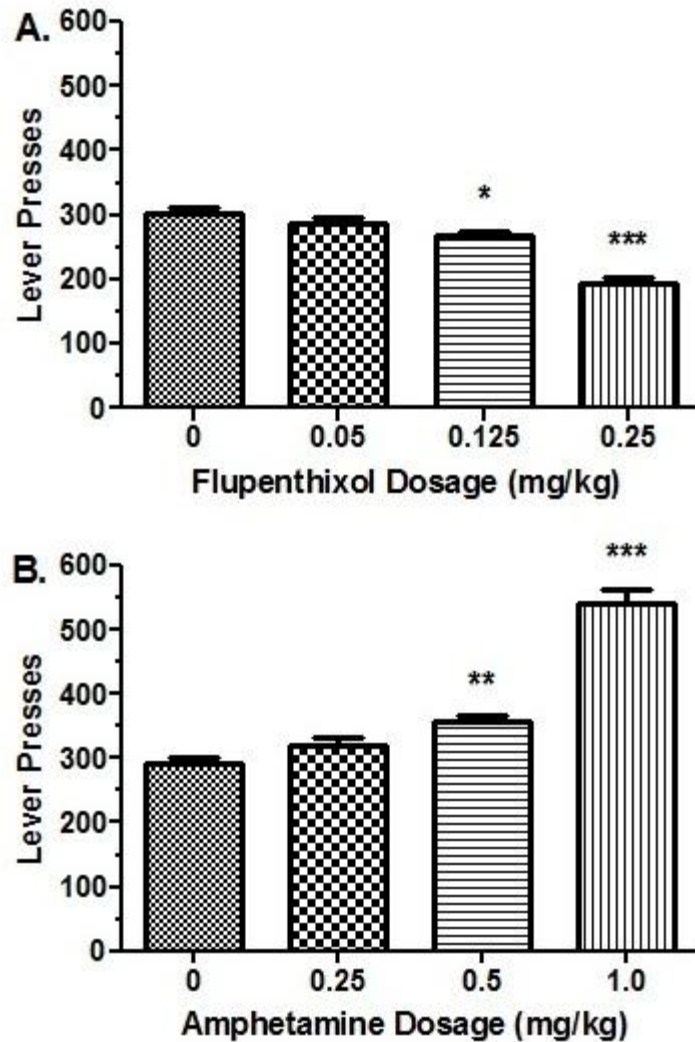 A.
600
500
400
300
200
100
0
Lever Presses
*
***
0 0.05 0.125 0.25
Flupenthixol Dosage (mg/kg)
B.
600
500
400
300
200
100
0
Lever Presses
**
***
0 0.25 0.5 1.0
Amphetamine Dosage (mg/kg)